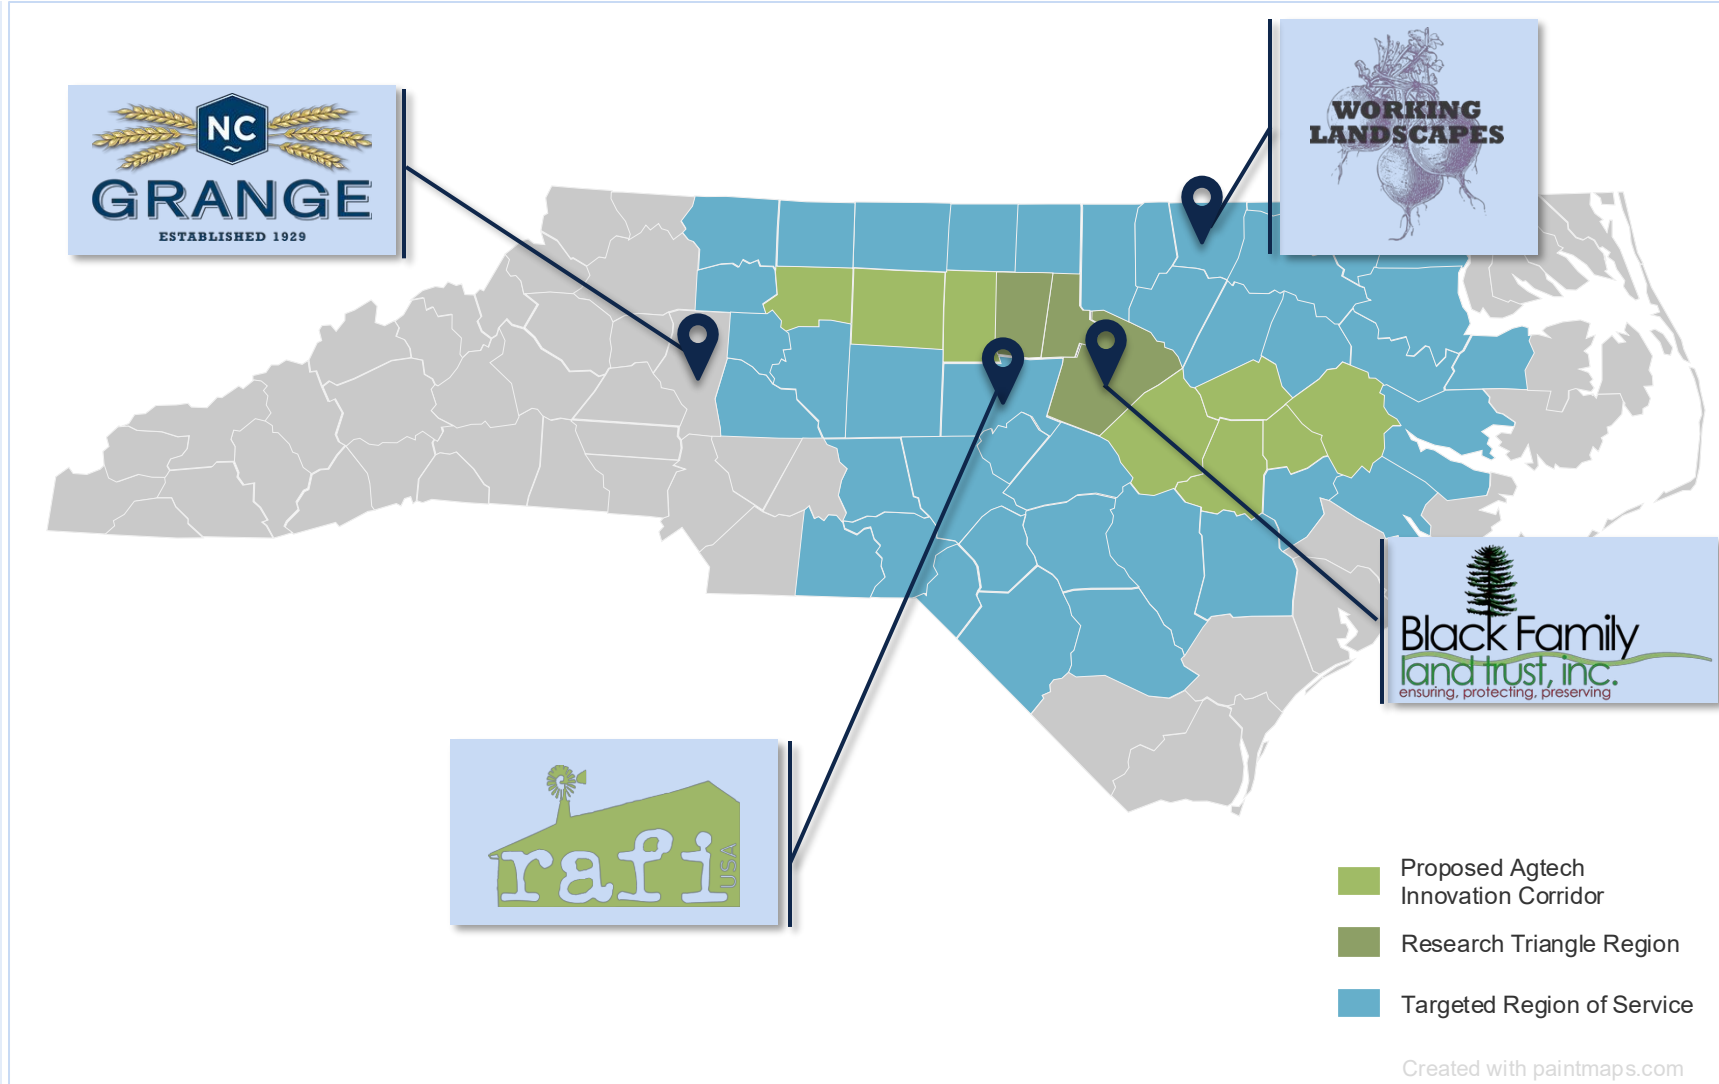 NC
GRANGE
ESTABLISHED 1929
WORKING
LANDSCAPES
Black Family
land trust, inc.
ensuring, protecting, preserving
rafi
USA
Proposed Agtech
Innovation Corridor
Research Triangle Region
Targeted Region of Service
Created with paintmaps.com